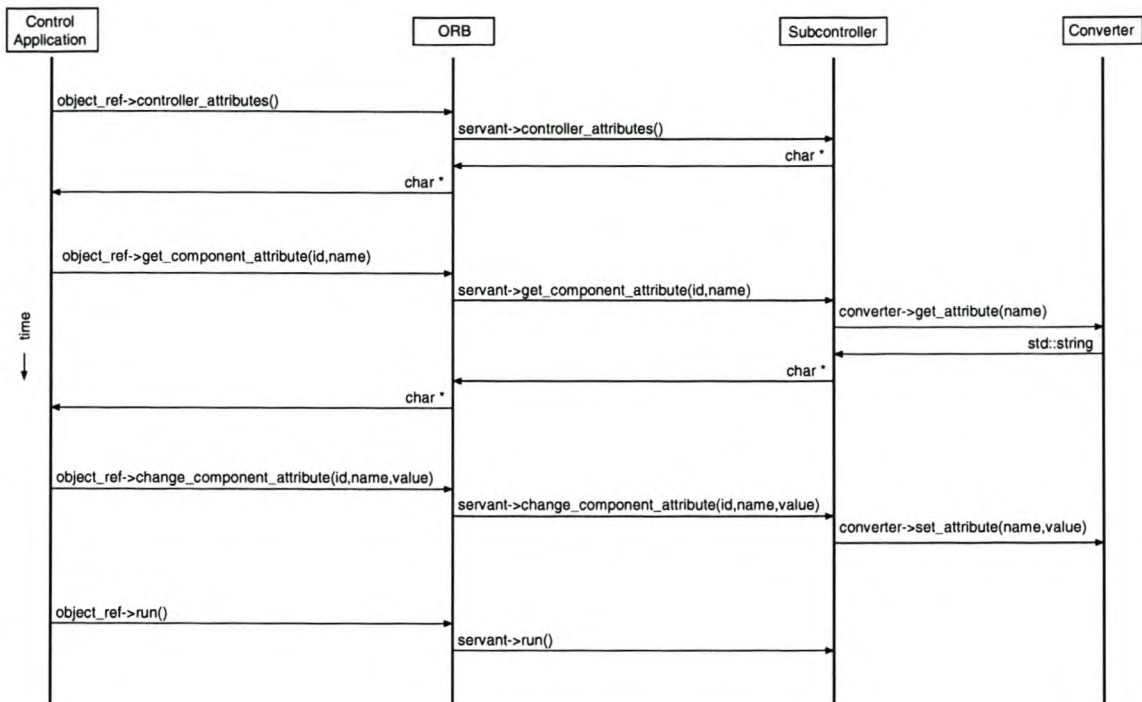 Control
Application
ORB
Subcontroller
Converter
object_ref->controller_attributes()
servant->controller_attributes()
char *
char *
object_ref->get_component_attribute(id,name)
servant->get_component_attribute(id,name)
converter->get_attribute(name)
std::string
char *
char *
time
object_ref->change_component_attribute(id,name,value)
servant->change_component_attribute(id,name,value)
converter->set_attribute(name,value)
object_ref->run()
servant->run()